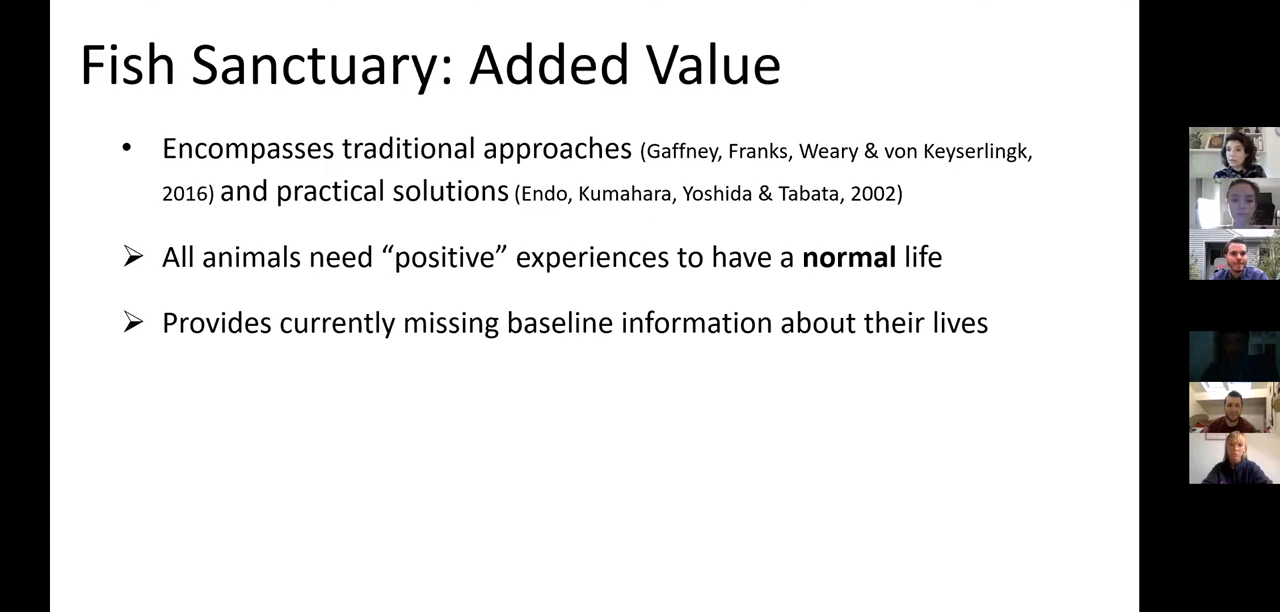 Fish Sanctuary: Added Value
• Encompasses traditional approaches (Gaffney, Franks, Weary & von Keyserlingk,
2016) and practical solutions (Endo, Kumahara, Yoshida & Tabata, 2002)
➢ All animals need “positive” experiences to have a normal life
➢ Provides currently missing baseline information about their lives